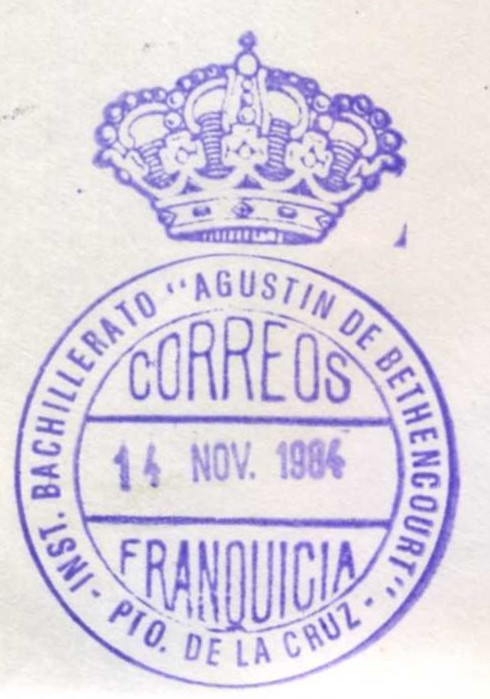 INST. BACHILLERATO "AGUSTIN DE BETHENCOURT"
- PTO. DE LA CRUZ -
CORREOS
14 NOV. 1984
FRANQUICIA